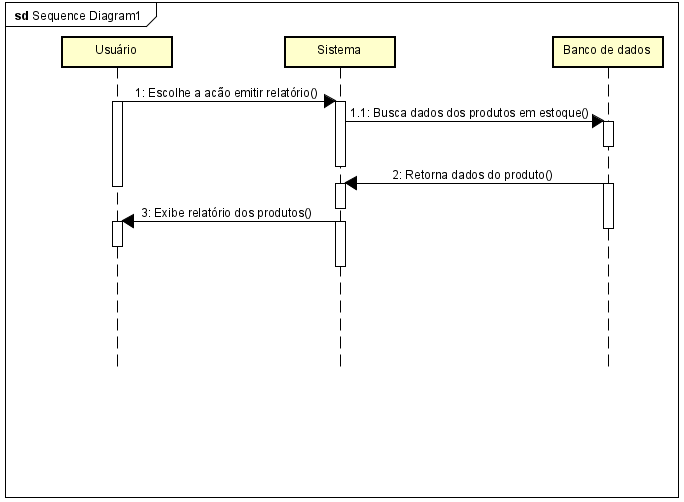 sd Sequence Diagram1
Usuário
Sistema
Banco de dados
1: Escolhe a acão emitir relatório()
1.1: Busca dados dos produtos em estoque()
2: Retorna dados do produto()
3: Exibe relatório dos produtos()